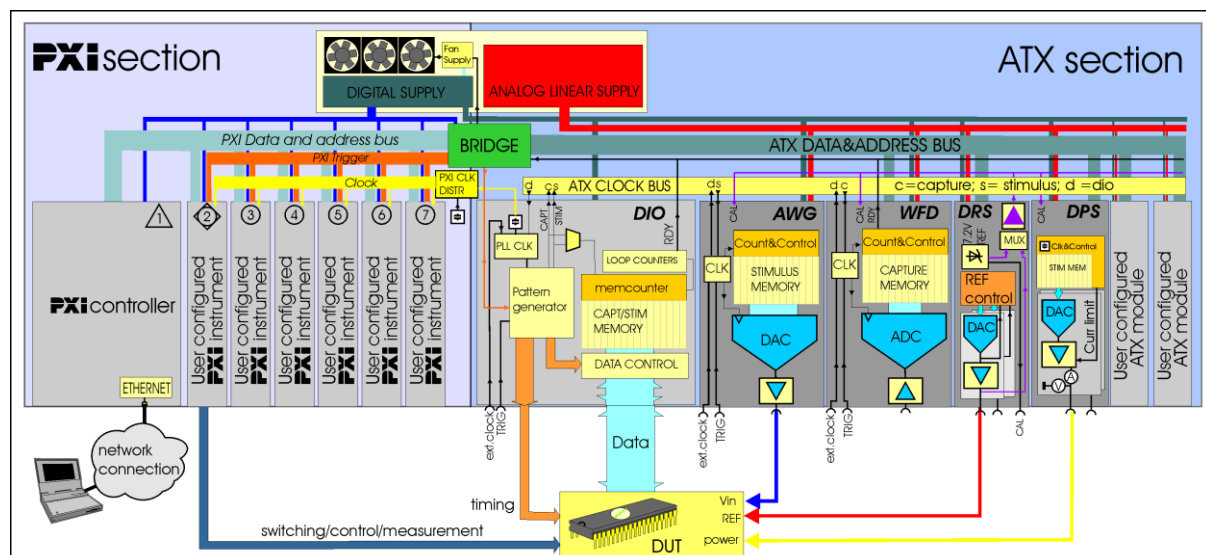 PXI section
ATX section
Fan
Supply
DIGITAL SUPPLY
ANALOG LINEAR SUPPLY
PXI Data and address bus
BRIDGE
ATX DATA&ADDRESS BUS
PXI Trigger
Clock
PXI CLK
DISTR
ATX CLOCK BUS
c=capture; s= stimulus; d =dio
1
2
3
4
5
6
7
PXI controller
ETHERNET
User configured
PXI instrument
User configured
PXI instrument
User configured
PXI instrument
User configured
PXI instrument
User configured
PXI instrument
User configured
PXI instrument
d
c s
CAPT
STIM
DIO
RDY
PLL CLK
LOOP COUNTERS
Pattern
generator
memcounter
CAPT/STIM
MEMORY
DATA CONTROL
ext.clock
TRIG
d s
CAL
AWG
CLK
Count&Control
STIMULUS
MEMORY
DAC
ext.clock
TRIG
d c
CAL
RDY
WFD
CLK
Count&Control
CAPTURE
MEMORY
ADC
ext.clock
TRIG
DRS
7.2V
REF
MUX
REF
control
DAC
CAL
CAL
DPS
Clk&Control
STIM MEM
DAC
Curr limit
A
V
User configured
ATX module
User configured
ATX module
network
connection
Data
timing
switching/control/measurement
Vin
REF
power
DUT